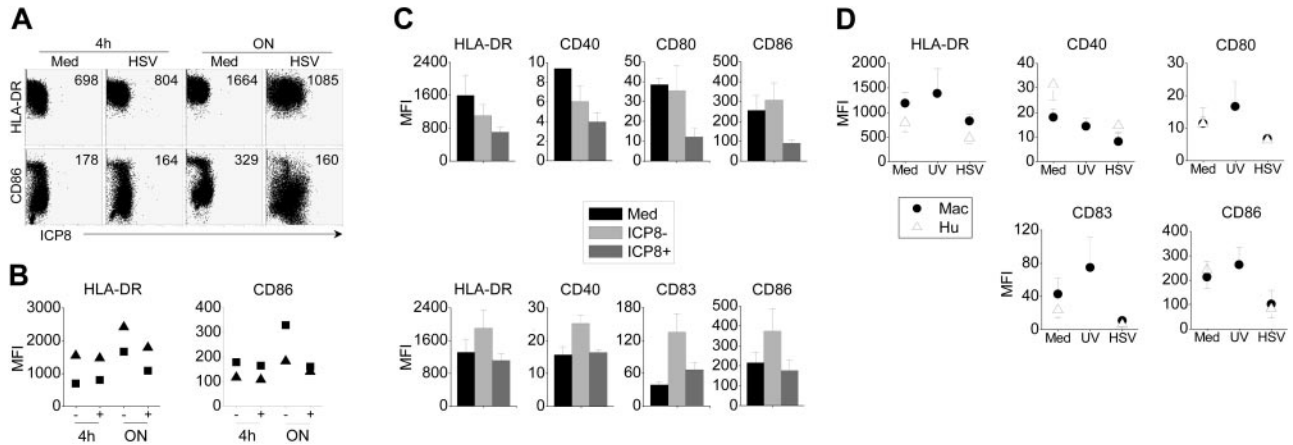 A
4h
ON
Med
HSV
Med
HSV
HLA-DR
698
804
1664
1085
CD86
178
164
329
160
ICP8
B
HLA-DR
CD86
MFI
3000
2000
1000
0
400
300
200
100
0
- + - +
- + - +
4h
ON
4h
ON
C
HLA-DR
CD40
CD80
CD86
MFI
2400
1600
800
0
10
8
6
4
2
0
50
40
30
20
10
0
500
400
300
200
100
0
Med
ICP8-
ICP8+
HLA-DR
CD40
CD83
CD86
MFI
2400
1800
1200
600
0
30
20
10
0
180
120
60
0
500
400
300
200
100
0
D
HLA-DR
CD40
CD80
MFI
2000
1500
1000
500
0
40
30
20
10
0
40
30
20
10
0
Med UV HSV
Med UV HSV
Med UV HSV
Mac
Hu
CD83
CD86
MFI
120
80
40
0
400
300
200
100
0
Med UV HSV
Med UV HSV